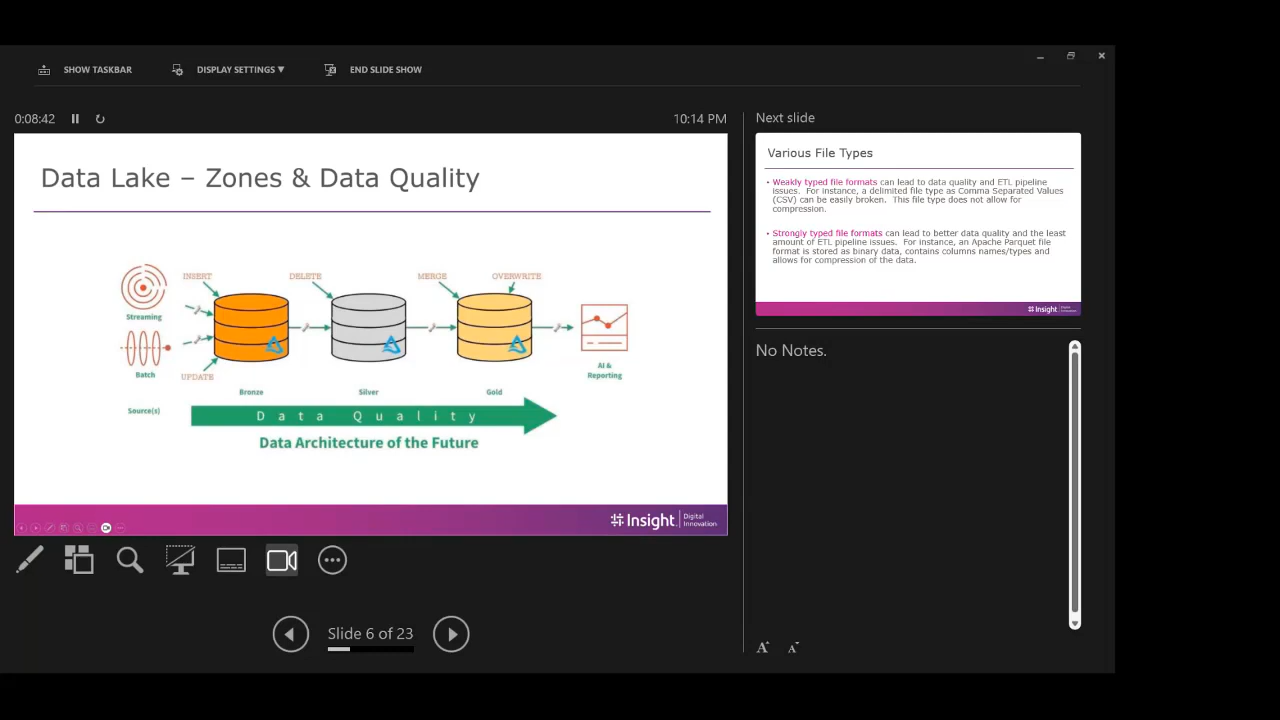 SHOW TASKBAR
DISPLAY SETTINGS ▼
END SLIDE SHOW
0:08:42
10:14 PM
Data Lake – Zones & Data Quality
INSERT
DELETE
MERGE
OVERWRITE
Streaming
Batch
UPDATE
AI &
Reporting
Bronze
Silver
Gold
Source(s)
Data Quality
Data Architecture of the Future
Insight
Digital
Innovation
Slide 6 of 23
Next slide
Various File Types
• Weakly typed file formats can lead to data quality and ETL pipeline
issues. For instance, a delimited file type as Comma Separated Values
(CSV) can be easily broken. This file type does not allow for
compression.
• Strongly typed file formats can lead to better data quality and the least
amount of ETL pipeline issues. For instance, an Apache Parquet file
format is stored as binary data, contains columns names/types and
allows for compression of the data.
Insight
No Notes.
A A